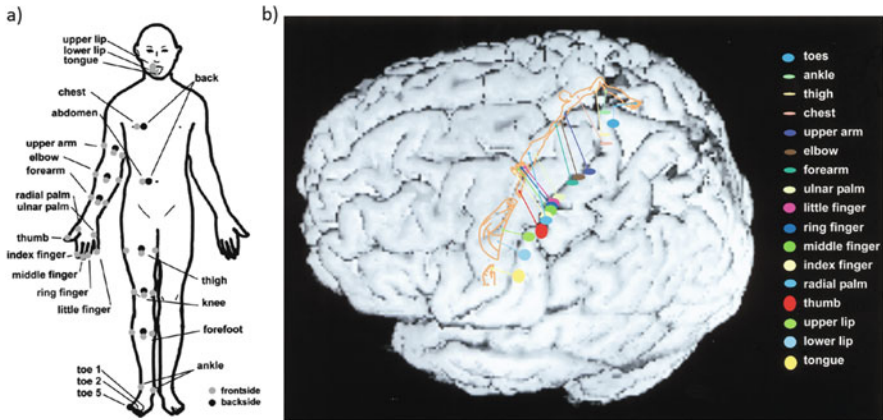 a)
upper lip
lower lip
tongue
back
chest
abdomen
upper arm
elbow
forearm
radial palm
ulnar palm
thumb
index finger
middle finger
ring finger
little finger
thigh
knee
forefoot
toe 1
toe 2
toe 5
ankle
frontside
backside
b)
toes
ankle
thigh
chest
upper arm
elbow
forearm
ulnar palm
little finger
ring finger
middle finger
index finger
radial palm
thumb
upper lip
lower lip
tongue